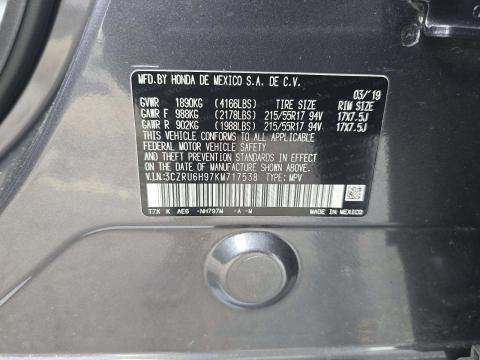 MFD.BY HONDA DE MEXICO S.A. DE C.V.
03/'19
GVWR 1890KG (4166LBS) TIRE SIZE RIM SIZE
GAWR F 988KG (2178LBS) 215/55R17 94V 17X7.5J
GAWR R 902KG (1988LBS) 215/55R17 94V 17X7.5J
THIS VEHICLE CONFORMS TO ALL APPLICABLE
FEDERAL MOTOR VEHICLE SAFETY
AND THEFT PREVENTION STANDARDS IN EFFECT
ON THE DATE OF MANUFACTURE SHOWN ABOVE.
V.I.N:3CZRU6H97KM717538 TYPE: MPV
T7X K AE6 -NH797M -A -M MADE IN MEXICO